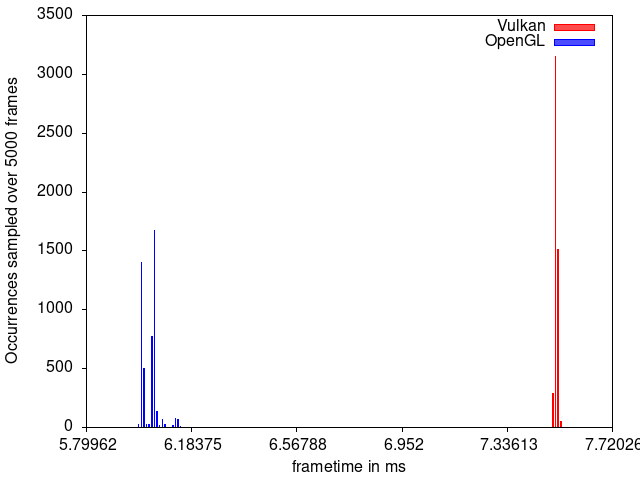 3500
3000
2500
2000
1500
1000
500
0
Occurrences sampled over 5000 frames
Vulkan
OpenGL
5.79962 6.18375 6.56788 6.952 7.33613 7.72026
frametime in ms